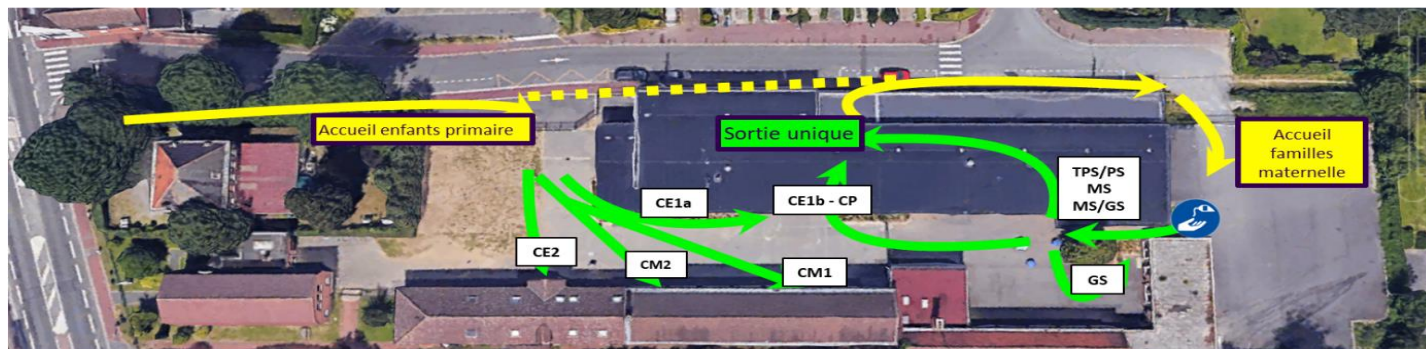 Accueil enfants primaire
Sortie unique
Accueil
familles
maternelle
TPS/PS
MS
MS/GS
CE1a
CE1b - CP
CE2
CM2
CM1
GS